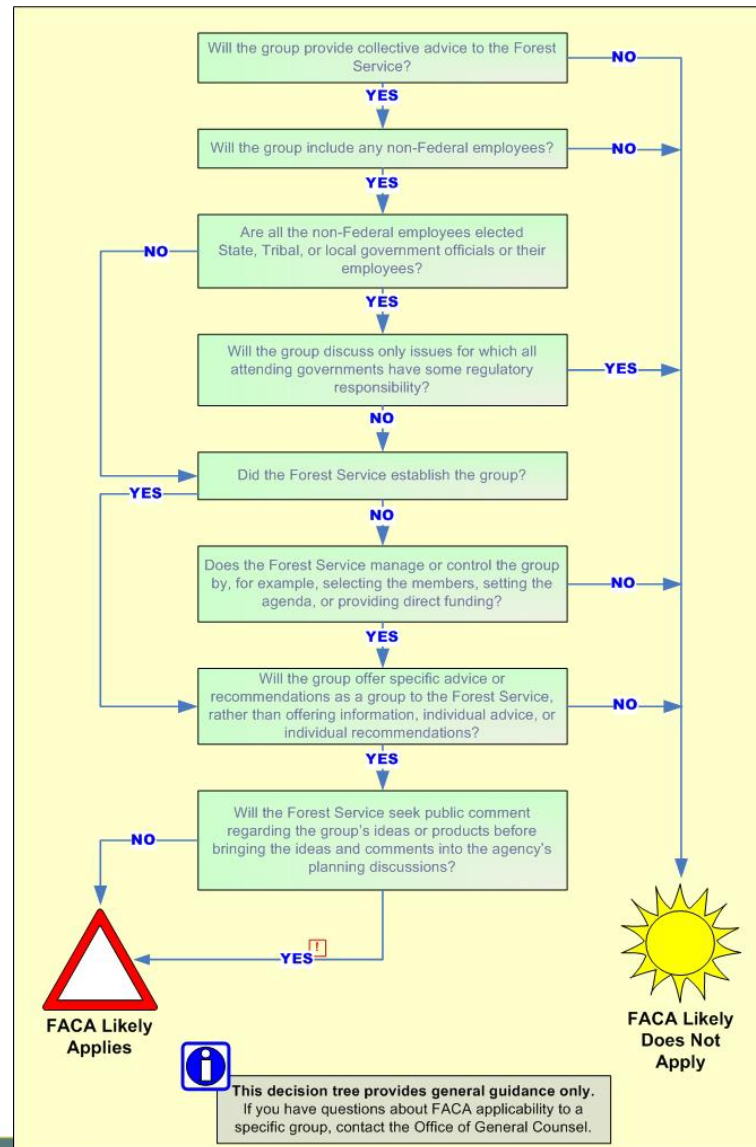 Will the group provide collective advice to the Forest
Service?
NO
YES
Will the group include any non-Federal employees?
NO
YES
Are all the non-Federal employees elected
State, Tribal, or local government officials or their
employees?
NO
YES
Will the group discuss only issues for which all
attending governments have some regulatory
responsibility?
YES
NO
Did the Forest Service establish the group?
YES
NO
Does the Forest Service manage or control the group
by, for example, selecting the members, setting the
agenda, or providing direct funding?
NO
YES
Will the group offer specific advice or
recommendations as a group to the Forest Service,
rather than offering information, individual advice, or
individual recommendations?
NO
YES
Will the Forest Service seek public comment
regarding the group's ideas or products before
bringing the ideas and comments into the agency's
planning discussions?
NO
YES
!
FACA Likely
Applies
FACA Likely
Does Not
Apply
i
This decision tree provides general guidance only.
If you have questions about FACA applicability to a
specific group, contact the Office of General Counsel.